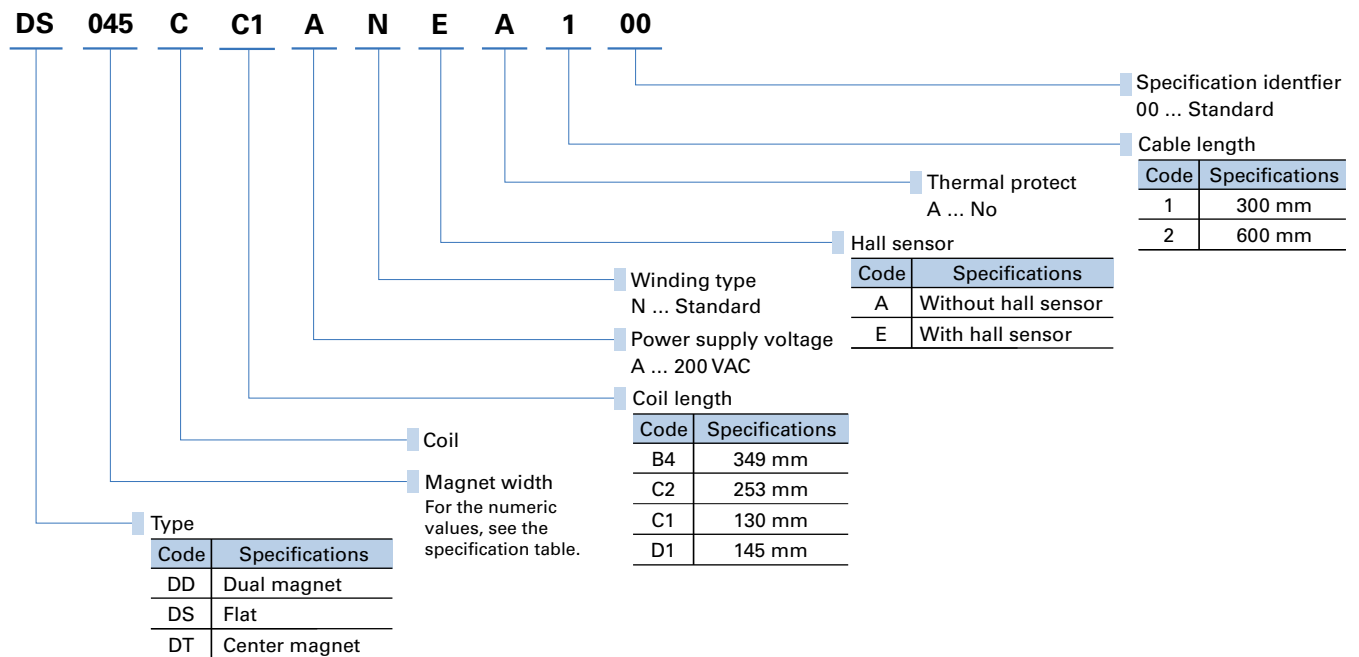 DS 045 C C1 A N E A 1 00
Specification identfier
00 ... Standard
Cable length
Code Specifications
1 300 mm
2 600 mm
Thermal protect
A ... No
Hall sensor
Code Specifications
A Without hall sensor
E With hall sensor
Winding type
N ... Standard
Power supply voltage
A ... 200 VAC
Coil length
Code Specifications
B4 349 mm
C2 253 mm
C1 130 mm
D1 145 mm
Coil
Magnet width
For the numeric
values, see the
specification table.
Type
Code Specifications
DD Dual magnet
DS Flat
DT Center magnet